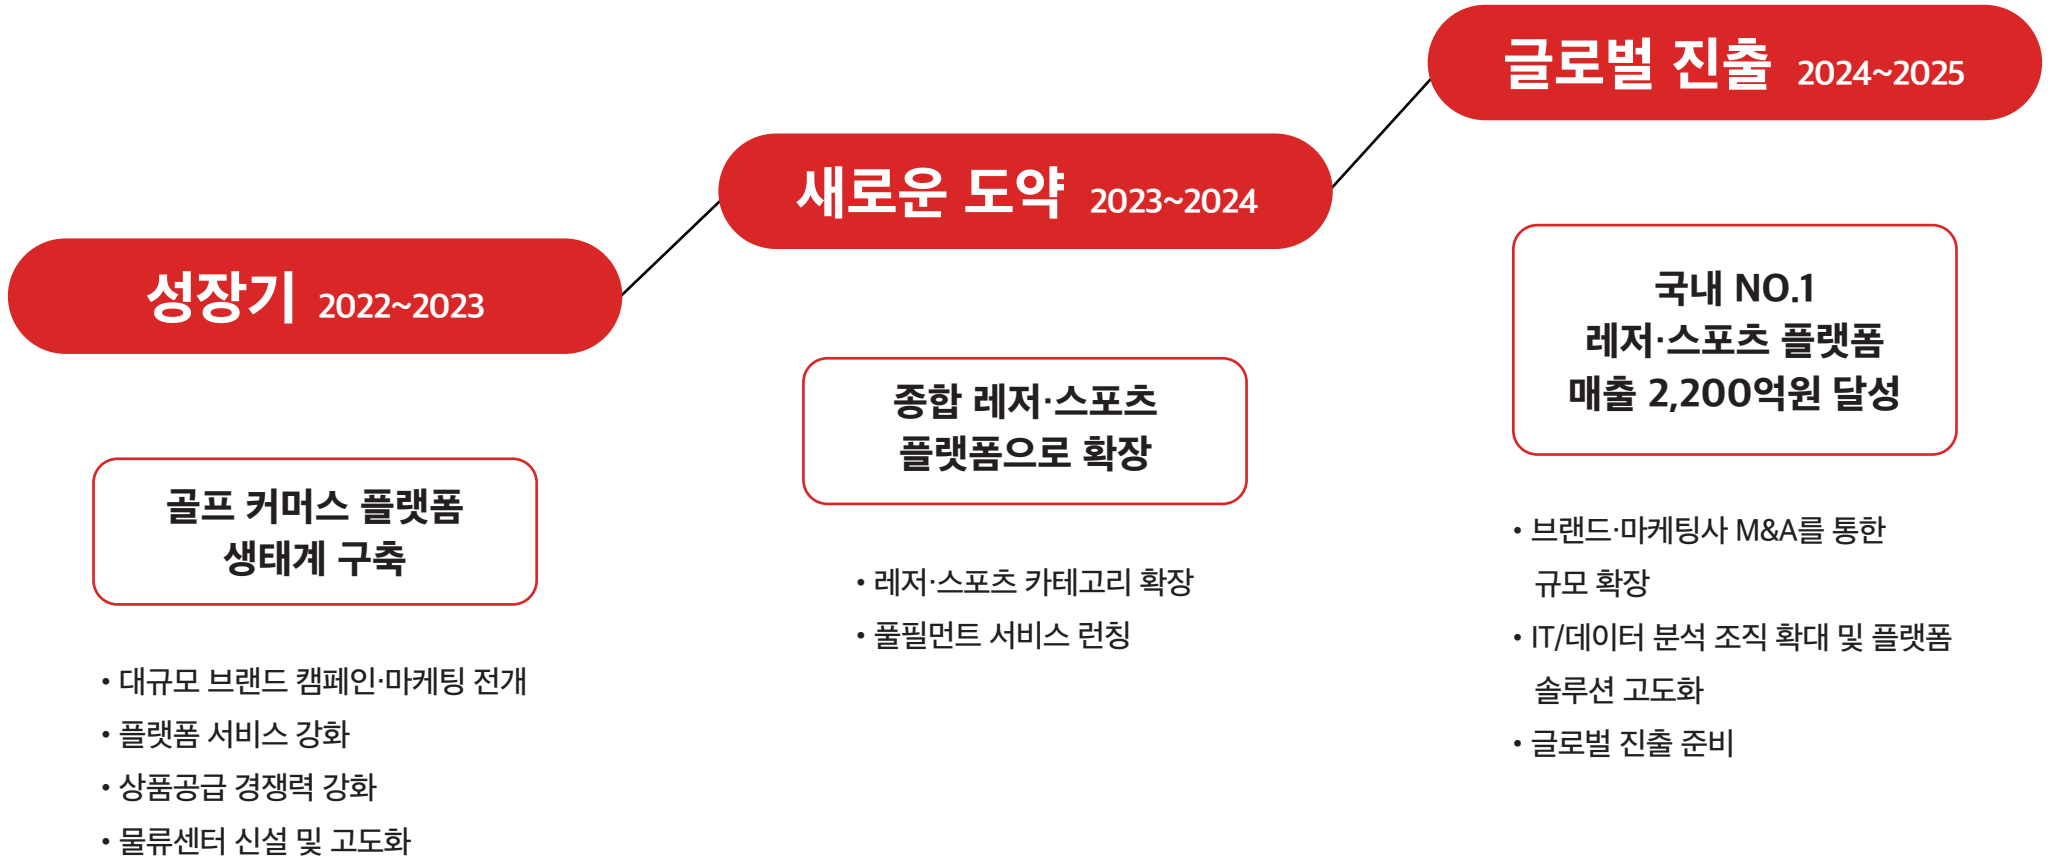 성장기 2022~2023
골프 커머스 플랫폼
생태계 구축
• 대규모 브랜드 캠페인·마케팅 전개
• 플랫폼 서비스 강화
• 상품공급 경쟁력 강화
• 물류센터 신설 및 고도화
새로운 도약 2023~2024
종합 레저·스포츠
플랫폼으로 확장
• 레저·스포츠 카테고리 확장
• 풀필먼트 서비스 런칭
글로벌 진출 2024~2025
국내 NO.1
레저·스포츠 플랫폼
매출 2,200억원 달성
• 브랜드·마케팅사 M&A를 통한
규모 확장
• IT/데이터 분석 조직 확대 및 플랫폼
솔루션 고도화
• 글로벌 진출 준비